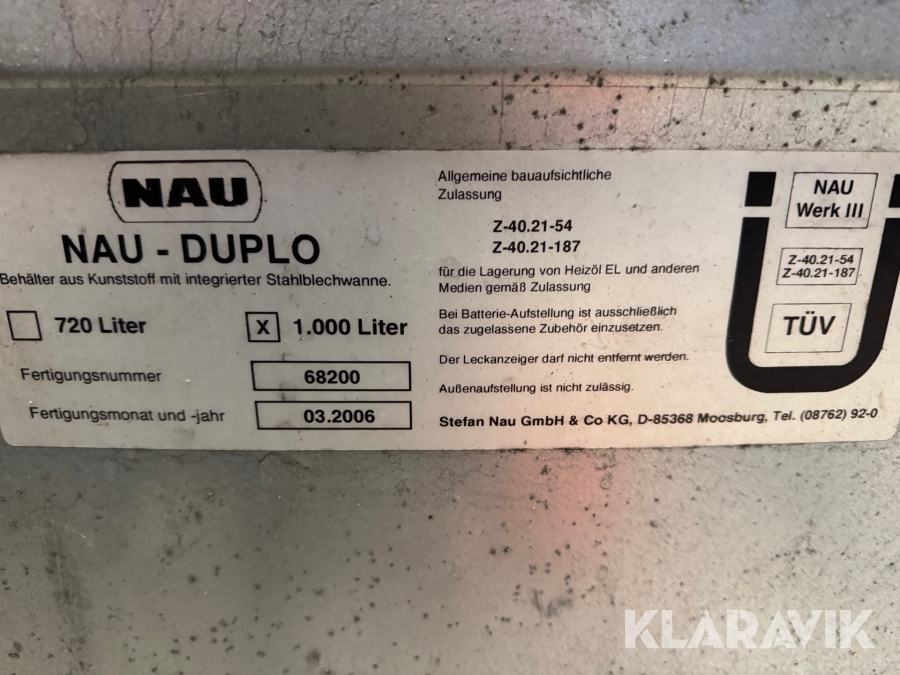 NAU
NAU - DUPLO
Behälter aus Kunststoff mit integrierter Stahlblechwanne.
720 Liter
X 1.000 Liter
Fertigungsnummer 68200
Fertigungsmonat und -jahr 03.2006
Allgemeine bauaufsichtliche
Zulassung
Z-40.21-54
Z-40.21-187
für die Lagerung von Heizöl EL und anderen
Medien gemäß Zulassung
Bei Batterie-Aufstellung ist ausschließlich
das zugelassene Zubehör einzusetzen.
Der Leckanzeiger darf nicht entfernt werden.
Außenaufstellung ist nicht zulässig.
Stefan Nau GmbH & Co KG, D-85368 Moosburg, Tel. (08762) 92-0
NAU
Werk III
Z-40.21-54
Z-40.21-187
TÜV
KLARAVIK